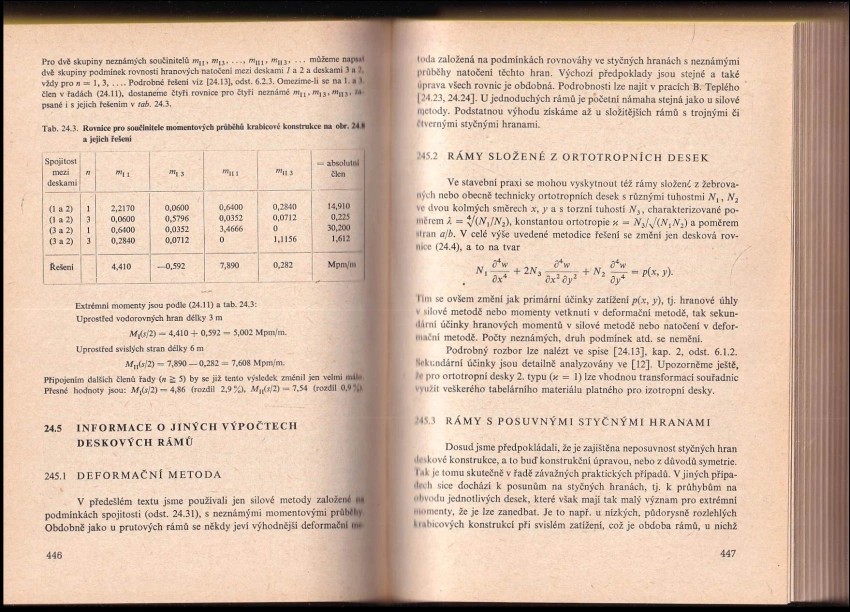 Pro dvě skupiny neznámých součinitelů m₁₁, m₁₃, ..., mII1, mII3, ... můžeme
dvě skupiny podmínek rovnosti hranových natočení mezi deskami 1 a 2 a deskami 3 a 2,
vždy pro n = 1, 3, .... Podrobné řešení viz [24.13], odst. 6.2.3. Omezíme-li se na 1. a 3.
člen v řadách (24.11), dostaneme čtyři rovnice pro čtyři neznámé mI1, mI3, mII1,
psané i s jejich řešením v tab. 24.3.
Tab. 24.3. Rovnice pro součinitele momentových průběhů krabicové konstrukce na obr. 24.8
a jejich řešení
Spojitost mezi deskami n mI 1 mI 3 mII 1 mII 3 = absolutní člen
(1 a 2) 1 2,2170 0,0600 0,6400 0,2840 14,910
(1 a 2) 3 0,0600 0,5796 0,0352 0,0712 0,225
(3 a 2) 1 0,6400 0,0352 3,4666 0 30,200
(3 a 2) 3 0,2840 0,0712 0 1,1156 1,612
Řešení 4,410 —0,592 7,890 0,282 Mpm/m
Extrémní momenty jsou podle (24.11) a tab. 24.3:
Uprostřed vodorovných hran délky 3 m
MI(s/2) = 4,410 + 0,592 = 5,002 Mpm/m.
Uprostřed svislých stran délky 6 m
MII(s/2) = 7,890 — 0,282 = 7,608 Mpm/m.
Připojením dalších členů řady (n ≧ 5) by se již tento výsledek změnil jen velmi málo.
Přesné hodnoty jsou: MI(s/2) = 4,86 (rozdíl 2,9 %), MII(s/2) = 7,54 (rozdíl 0,9 %)
24.5 INFORMACE O JINÝCH VÝPOČTECH
DESKOVÝCH RÁMŮ
245.1 DEFORMAČNÍ METODA
V předešlém textu jsme používali jen silové metody založené na
podmínkách spojitosti (odst. 24.31), s neznámými momentovými průběhy.
Obdobně jako u prutových rámů se někdy jeví výhodnější deformační me-
446
toda založená na podmínkách rovnováhy ve styčných hranách s neznámými
průběhy natočení těchto hran. Výchozí předpoklady jsou stejné a také
úprava všech rovnic je obdobná. Podrobnosti lze najít v pracích B. Teplého
[24.23, 24.24]. U jednoduchých rámů je početní námaha stejná jako u silové
metody. Podstatnou výhodu získáme až u složitějších rámů s trojnými či
čtvernými styčnými hranami.
245.2 RÁMY SLOŽENÉ Z ORTOTROPNÍCH DESEK
Ve stavební praxi se mohou vyskytnout též rámy složené z žebrova-
ných nebo obecně technicky ortotropních desek s různými tuhostmi N₁, N₂
ve dvou kolmých směrech x, y a s torzní tuhostí N₃, charakterizované po-
měrem λ = ∜(N₁/N₂), konstantou ortotropie ϰ = N₃/√(N₁N₂) a poměrem
stran a/b. V celé výše uvedené metodice řešení se změní jen desková rov-
nice (24.4), a to na tvar
N₁ ∂⁴w/∂x⁴ + 2N₃ ∂⁴w/∂x² ∂y² + N₂ ∂⁴w/∂y⁴ = p(x, y).
Tím se ovšem změní jak primární účinky zatížení p(x, y), tj. hranové úhly
v silové metodě nebo momenty vetknutí v deformační metodě, tak sekun-
dární účinky hranových momentů v silové metodě nebo natočení v defor-
mační metodě. Počty neznámých, druh podmínek atd. se nemění.
Podrobný rozbor lze nalézt ve spise [24.13], kap. 2, odst. 6.1.2.
Sekundární účinky jsou detailně analyzovány ve [12]. Upozorněme ještě,
že pro ortotropní desky 2. typu (ϰ = 1) lze vhodnou transformací souřadnic
využít veškerého tabelárního materiálu platného pro izotropní desky.
245.3 RÁMY S POSUVNÝMI STYČNÝMI HRANAMI
Dosud jsme předpokládali, že je zajištěna neposuvnost styčných hran
deskové konstrukce, a to buď konstrukční úpravou, nebo z důvodů symetrie.
Tak je tomu skutečně v řadě závažných praktických případů. V jiných přípa-
dech sice dochází k posunům na styčných hranách, tj. k průhybům na
obvodu jednotlivých desek, které však mají tak malý význam pro extrémní
momenty, že je lze zanedbat. Je to např. u nízkých, půdorysně rozlehlých
krabicových konstrukcí při svislém zatížení, což je obdoba rámů, u nichž
447